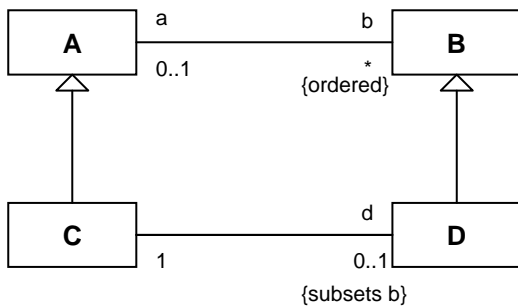 a b
A B
0..1 *
{ordered}
d
C D
1 0..1
{subsets b}